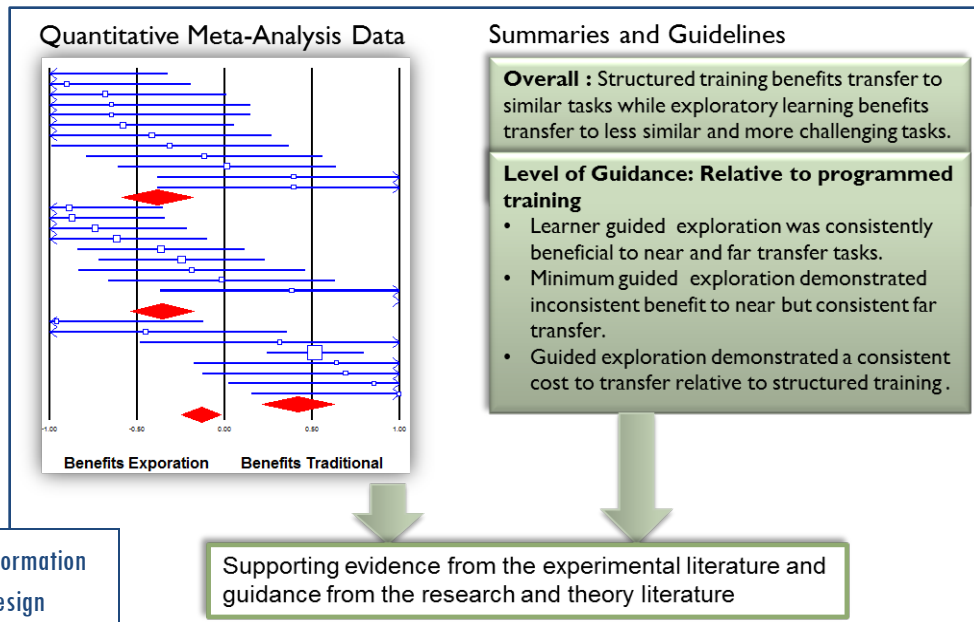 Quantitative Meta-Analysis Data
-1.00
-0.50
0.00
0.50
1.00
Benefits Exporation
Benefits Traditional
Summaries and Guidelines
Overall : Structured training benefits transfer to
similar tasks while exploratory learning benefits
transfer to less similar and more challenging tasks.
Level of Guidance: Relative to programmed
training
• Learner guided exploration was consistently
beneficial to near and far transfer tasks.
• Minimum guided exploration demonstrated
inconsistent benefit to near but consistent far
transfer.
• Guided exploration demonstrated a consistent
cost to transfer relative to structured training .
Supporting evidence from the experimental literature and
guidance from the research and theory literature
ormation
esign